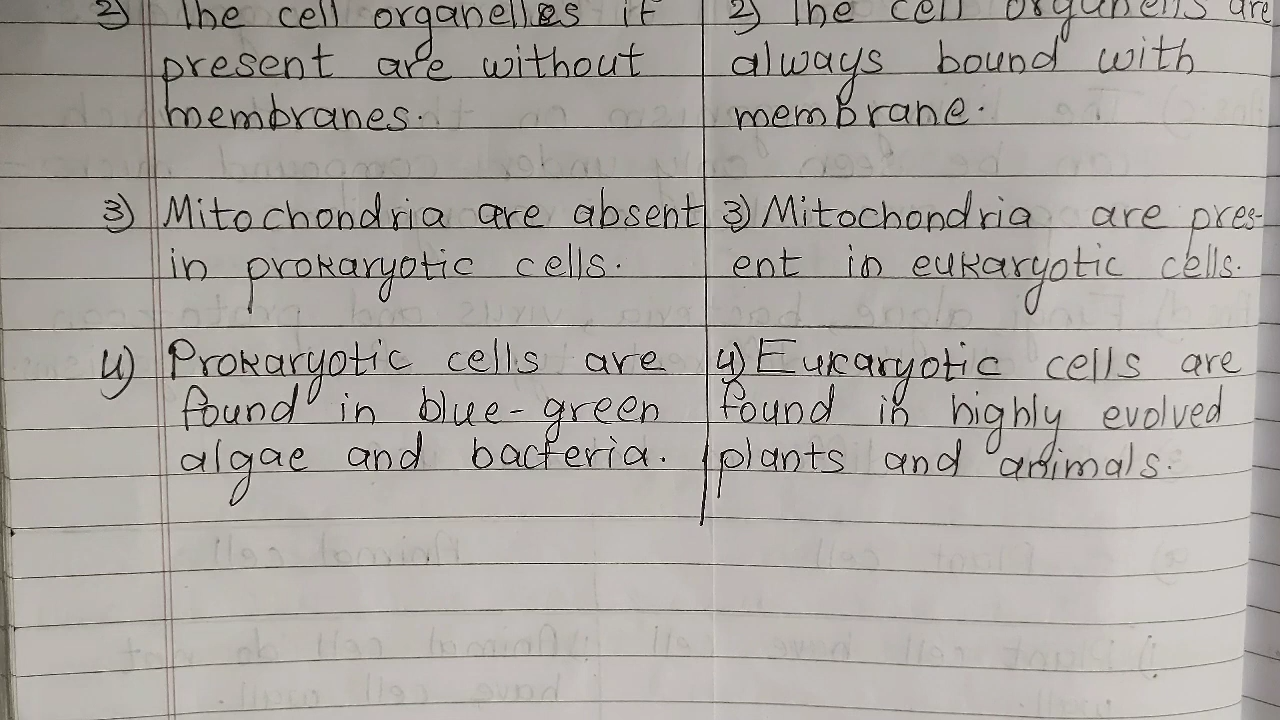 2) The cell organelles if
present are without
membranes.
2) The cell organells are
always bound with
membrane.
3) Mitochondria are absent
in prokaryotic cells.
3) Mitochondria are pres-
ent in eukaryotic cells.
4) Prokaryotic cells are
found in blue-green
algae and bacteria.
4) Eukaryotic cells are
found in highly evolved
plants and animals.